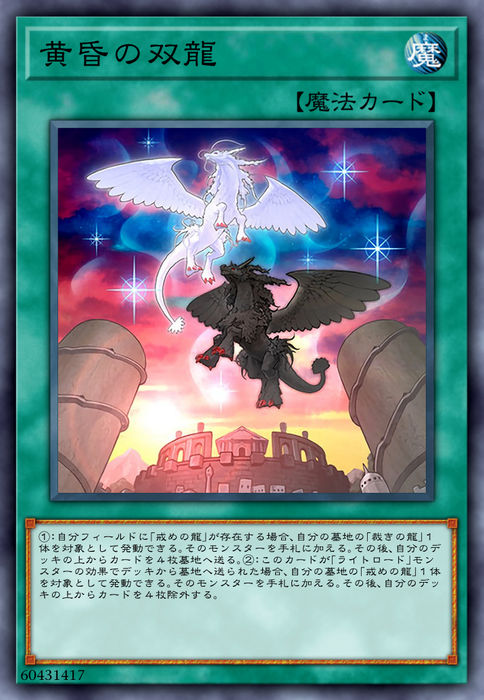 黄昏の双龍
魔
【魔法カード】
①：自分フィールドに「戒めの龍」が存在する場合、自分の墓地の「裁きの龍」１
体を対象として発動できる。そのモンスターを手札に加える。その後、自分のデ
ッキの上からカードを４枚墓地へ送る。②：このカードが「ライトロード」モン
スターの効果でデッキから墓地へ送られた場合、自分の墓地の「戒めの龍」１体
を対象として発動できる。そのモンスターを手札に加える。その後、自分のデッ
キの上からカードを４枚除外する。
60431417